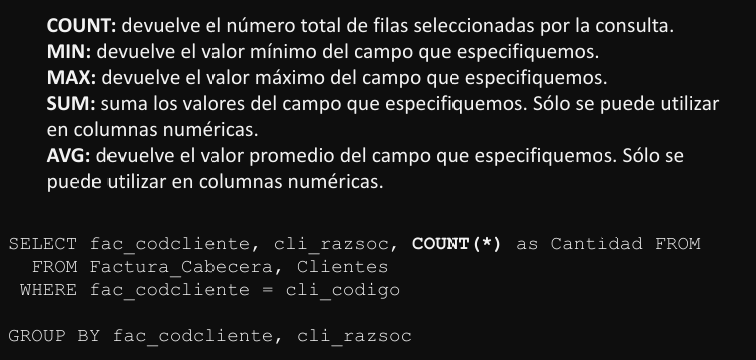 COUNT: devuelve el número total de filas seleccionadas por la consulta.
MIN: devuelve el valor mínimo del campo que especifiquemos.
MAX: devuelve el valor máximo del campo que especifiquemos.
SUM: suma los valores del campo que especifiquemos. Sólo se puede utilizar
en columnas numéricas.
AVG: devuelve el valor promedio del campo que especifiquemos. Sólo se
puede utilizar en columnas numéricas.
SELECT fac_codcliente, cli_razsoc, COUNT(*) as Cantidad FROM
FROM Factura_Cabecera, Clientes
WHERE fac_codcliente = cli_codigo
GROUP BY fac_codcliente, cli_razsoc